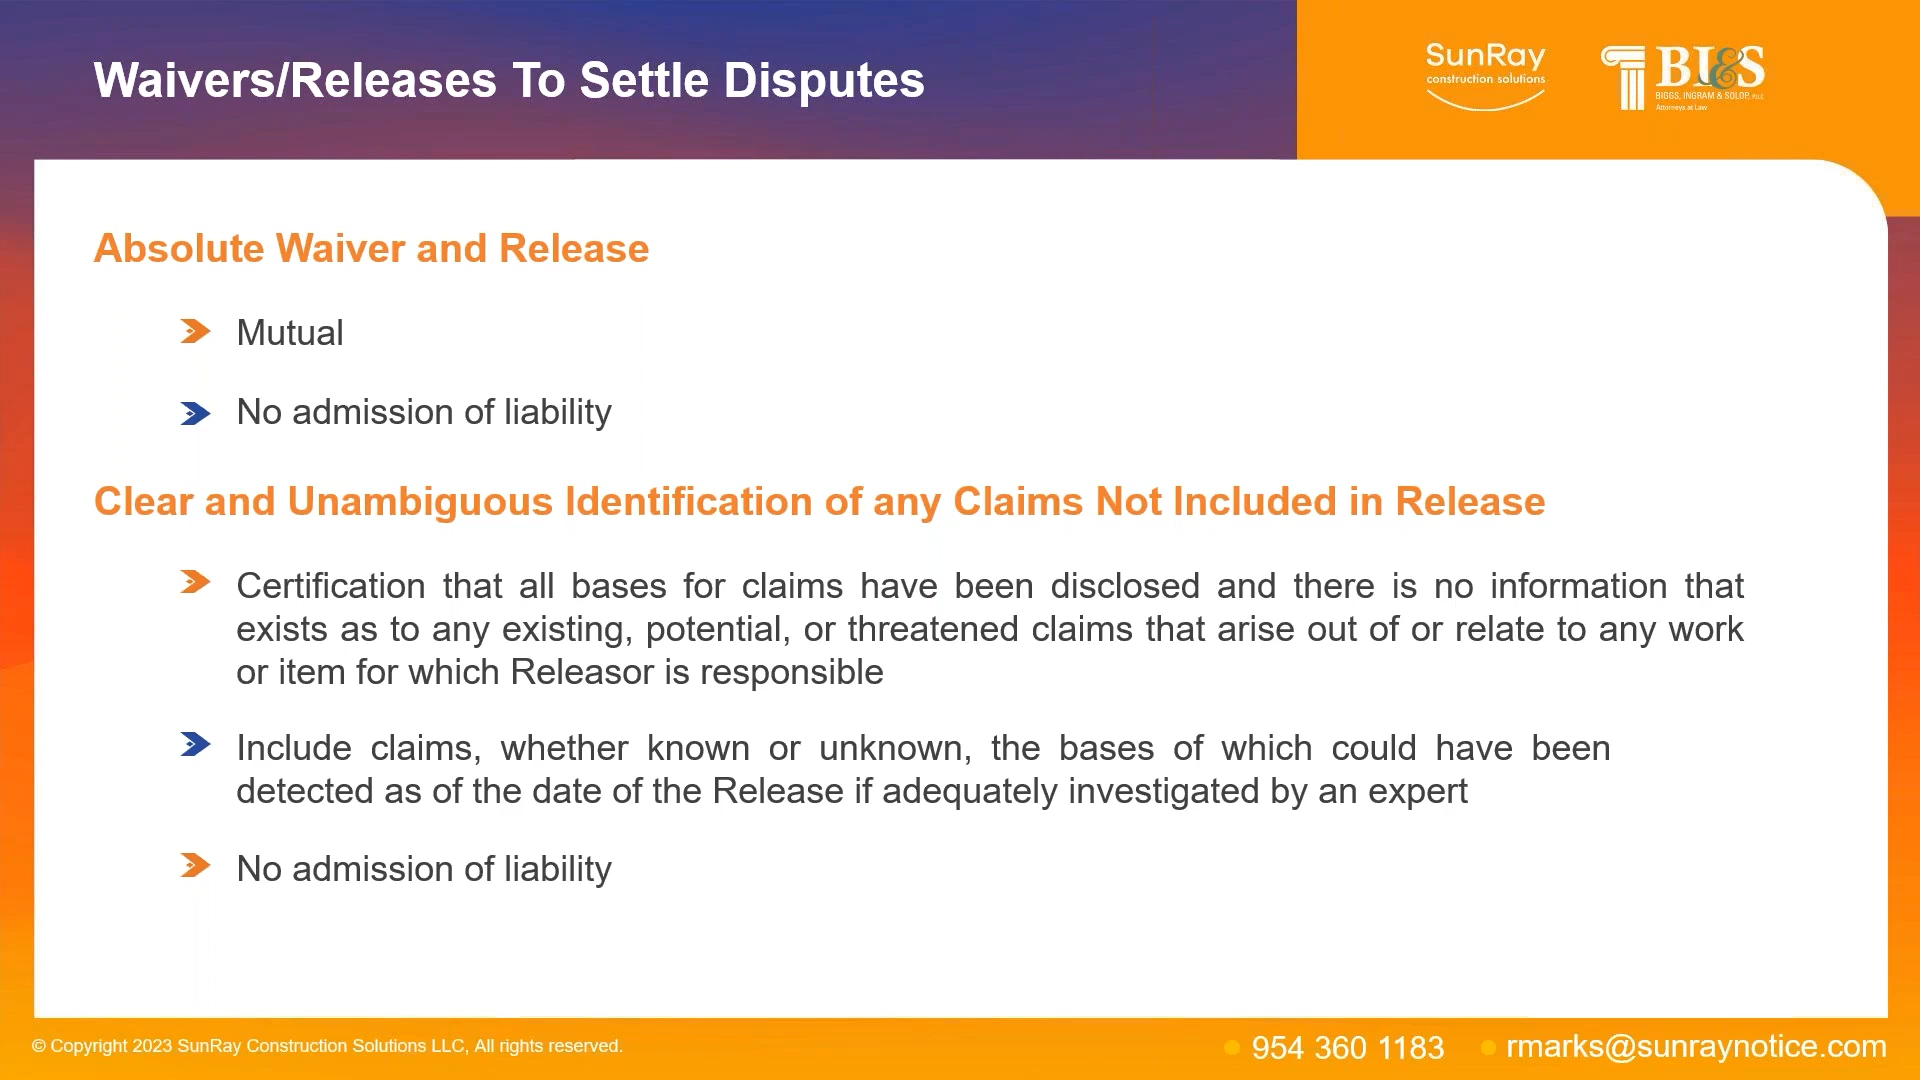 Waivers/Releases To Settle Disputes
SunRay
construction solutions
BI&S
BIGGS, INGRAM & SOLOP, PLLC
Attorneys at Law
Absolute Waiver and Release
Mutual
No admission of liability
Clear and Unambiguous Identification of any Claims Not Included in Release
Certification that all bases for claims have been disclosed and there is no information that
exists as to any existing, potential, or threatened claims that arise out of or relate to any work
or item for which Releasor is responsible
Include claims, whether known or unknown, the bases of which could have been
detected as of the date of the Release if adequately investigated by an expert
No admission of liability
© Copyright 2023 SunRay Construction Solutions LLC, All rights reserved.
954 360 1183
rmarks@sunraynotice.com